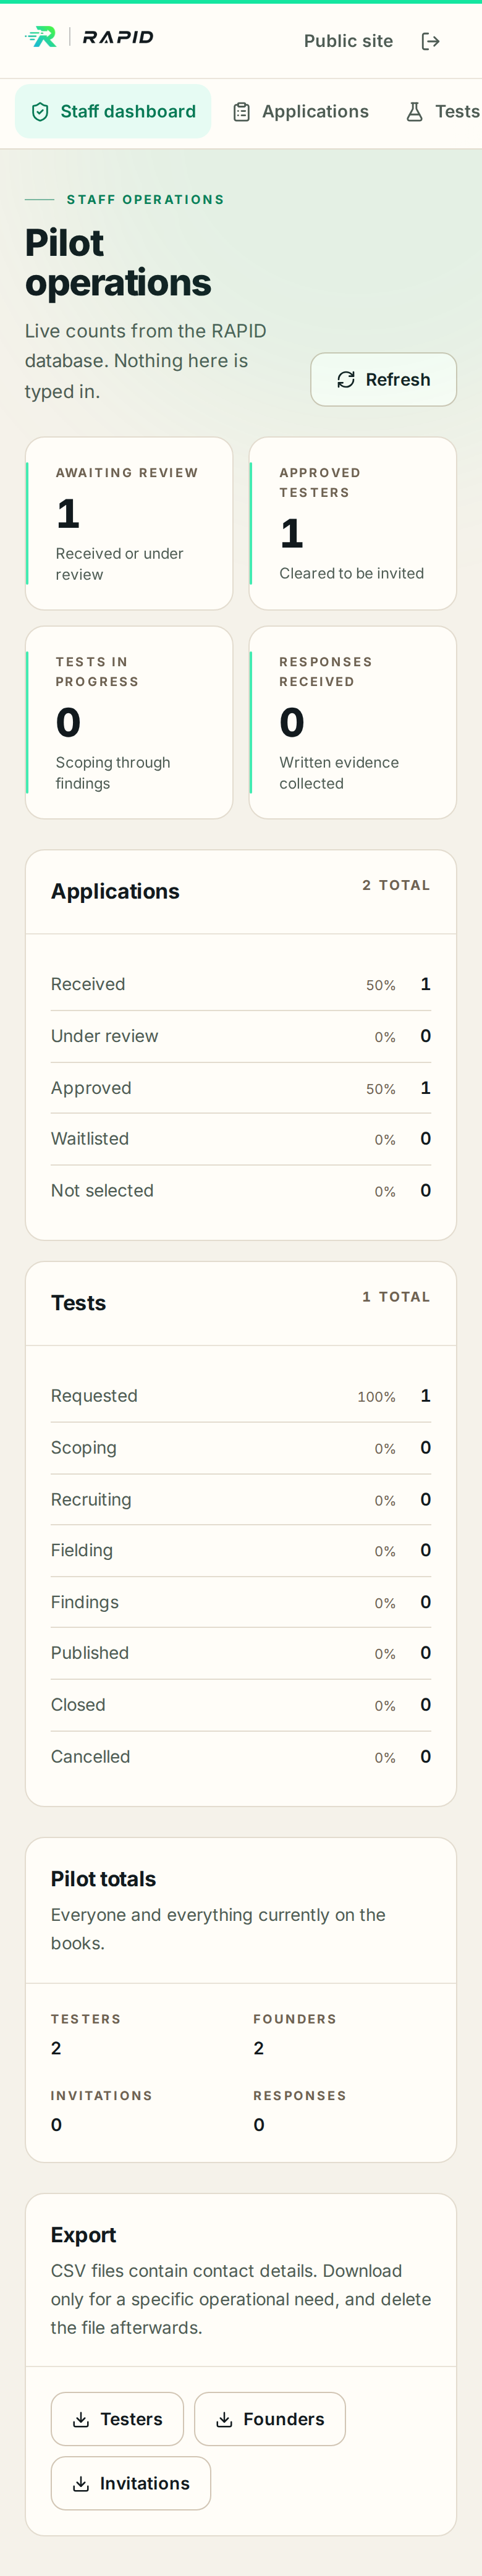 RAPID
Public site
Staff dashboard
Applications
Tests
STAFF OPERATIONS
Pilot
operations
Live counts from the RAPID
database. Nothing here is
typed in.
Refresh
AWAITING REVIEW
1
Received or under
review
APPROVED
TESTERS
1
Cleared to be invited
TESTS IN
PROGRESS
0
Scoping through
findings
RESPONSES
RECEIVED
0
Written evidence
collected
Applications
2 TOTAL
Received 50% 1
Under review 0% 0
Approved 50% 1
Waitlisted 0% 0
Not selected 0% 0
Tests
1 TOTAL
Requested 100% 1
Scoping 0% 0
Recruiting 0% 0
Fielding 0% 0
Findings 0% 0
Published 0% 0
Closed 0% 0
Cancelled 0% 0
Pilot totals
Everyone and everything currently on the
books.
TESTERS
2
FOUNDERS
2
INVITATIONS
0
RESPONSES
0
Export
CSV files contain contact details. Download
only for a specific operational need, and delete
the file afterwards.
Testers
Founders
Invitations